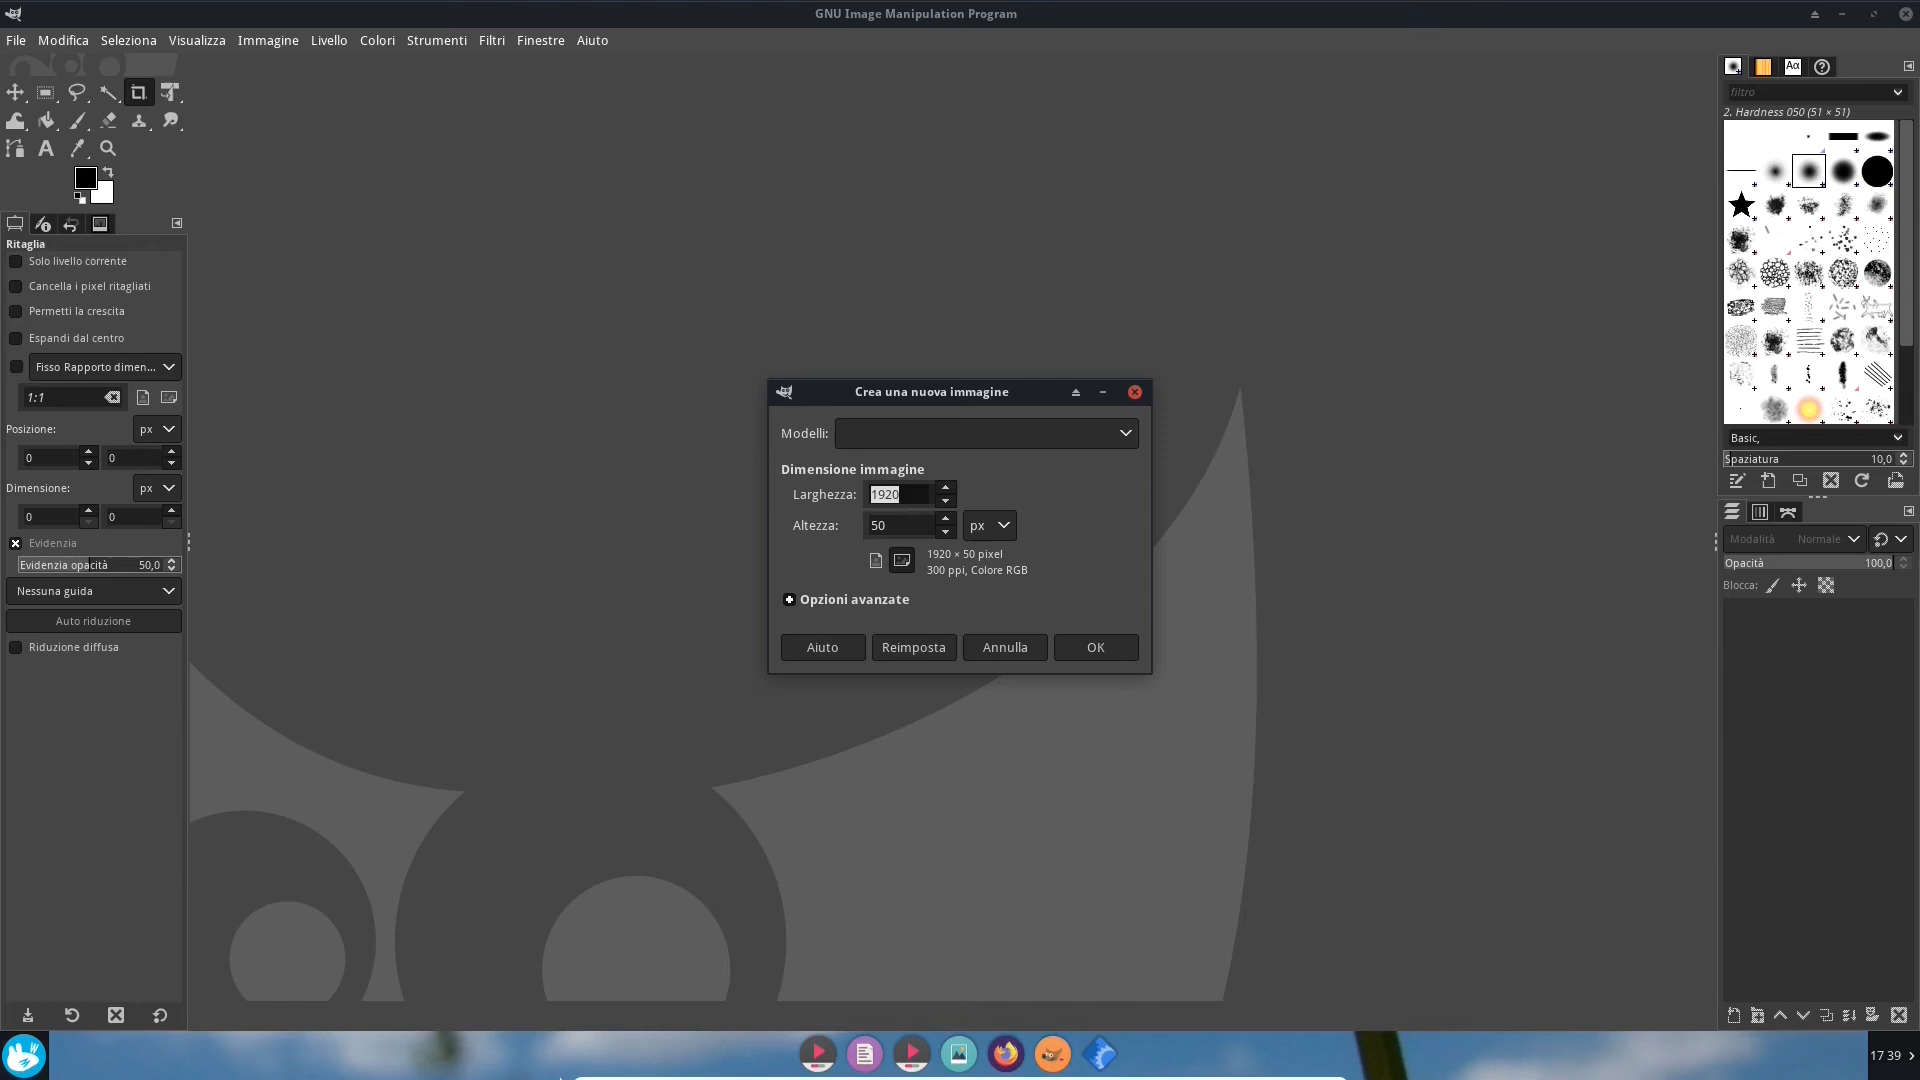 GNU Image Manipulation Program
File Modifica Seleziona Visualizza Immagine Livello Colori Strumenti Filtri Finestre Aiuto
Ritaglia
Solo livello corrente
Cancella i pixel ritagliati
Permetti la crescita
Espandi dal centro
Fisso Rapporto dimen...
1:1
Posizione: px
0 0
Dimensione: px
0 0
Evidenzia
Evidenzia opacità 50,0
Nessuna guida
Auto riduzione
Riduzione diffusa
Crea una nuova immagine
Modelli:
Dimensione immagine
Larghezza: 1920
Altezza: 50 px
1920 × 50 pixel
300 ppi, Colore RGB
Opzioni avanzate
Aiuto Reimposta Annulla OK
Aα
filtro
2. Hardness 050 (51 × 51)
Basic,
Spaziatura 10,0
Modalità Normale
Opacità 100,0
Blocca:
W
17 39